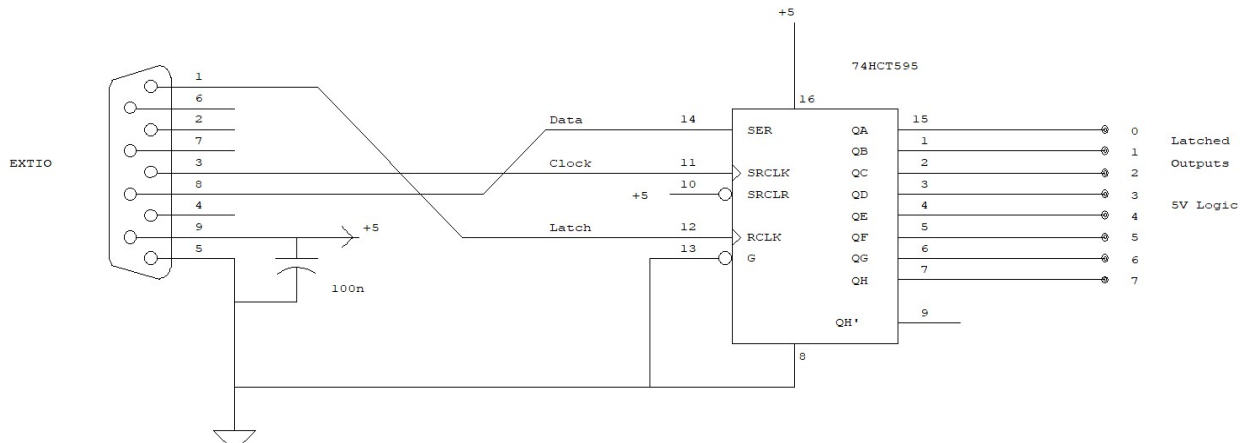 +5
74HCT595
1
16
6
Data 14 SER QA 15 0 Latched
2
QB 1 1
7
EXTIO 3 Clock 11 SRCLK QC 2 2 Outputs
8 +5 10 SRCLR QD 3 3
4 QE 4 4 5V Logic
9 +5 Latch 12 RCLK QF 5 5
5 13 G QG 6 6
100n QH 7 7
QH' 9
8